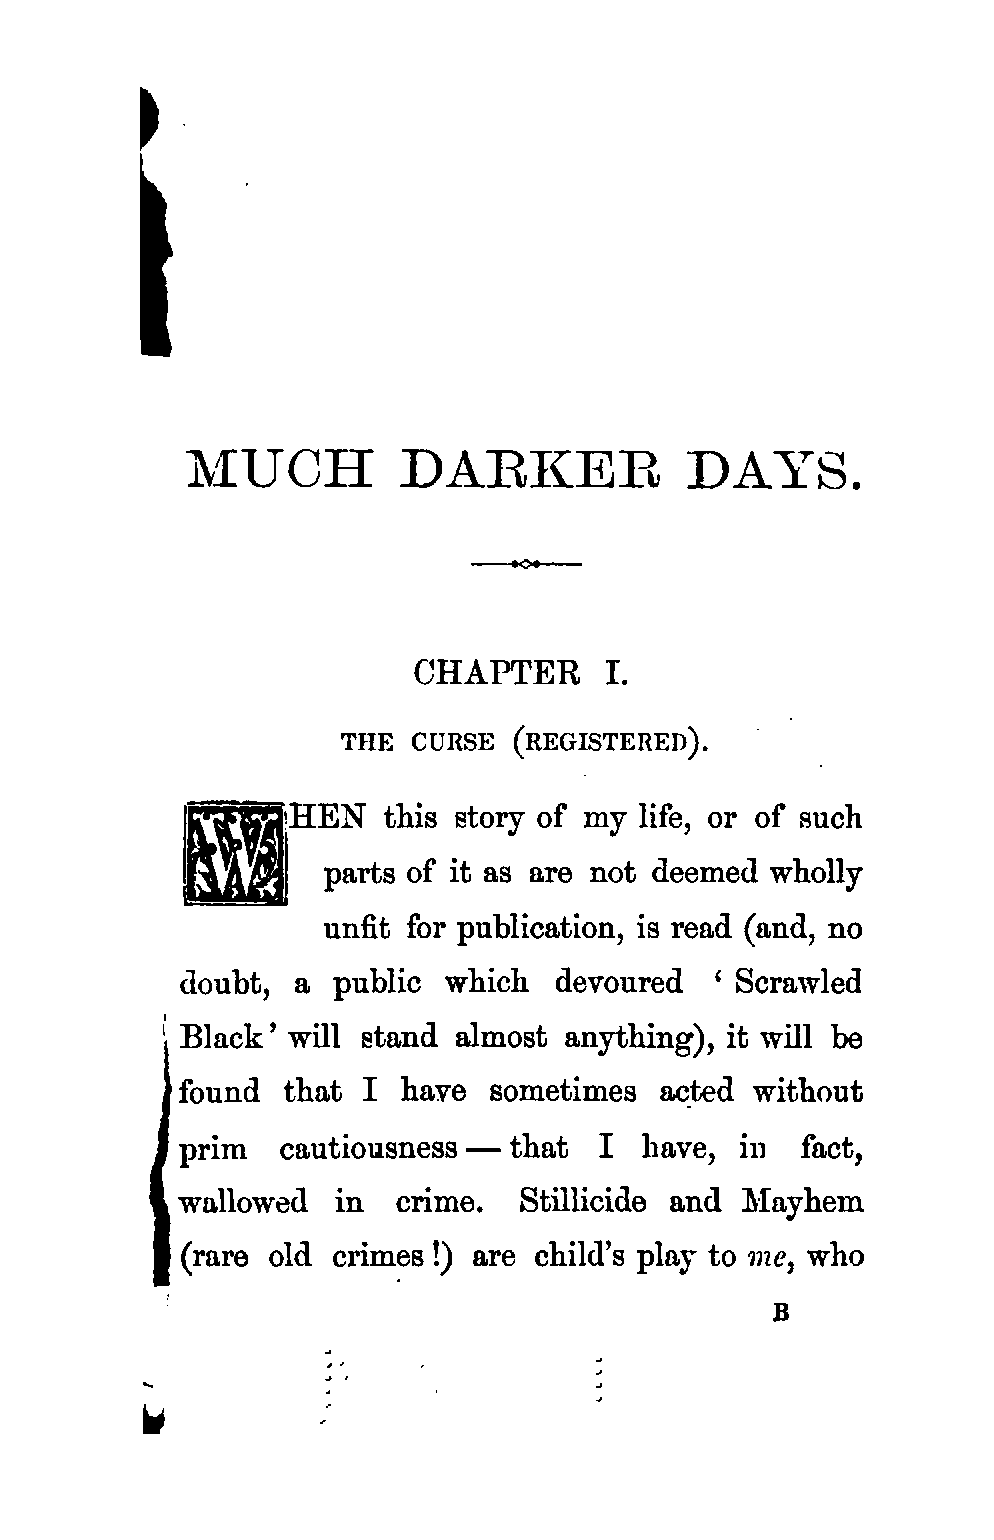 MUCH DARKER DAYS.
CHAPTER I.
THE CURSE (REGISTERED).
WHEN this story of my life, or of such
parts of it as are not deemed wholly
unfit for publication, is read (and, no
doubt, a public which devoured ‘ Scrawled
Black ’ will stand almost anything), it will be
found that I have sometimes acted without
prim cautiousness — that I have, in fact,
wallowed in crime. Stillicide and Mayhem
(rare old crimes !) are child’s play to me, who
B